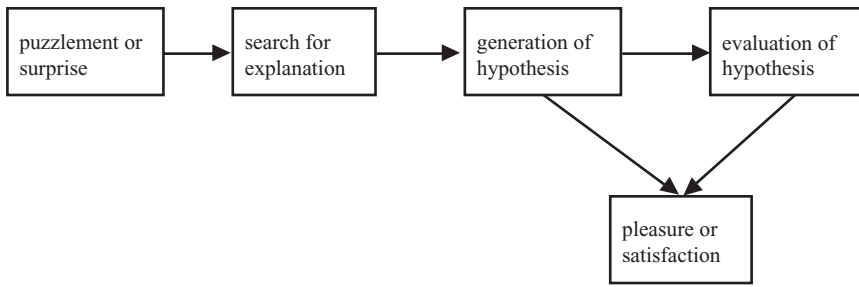 puzzlement or
surprise
search for
explanation
generation of
hypothesis
evaluation of
hypothesis
pleasure or
satisfaction